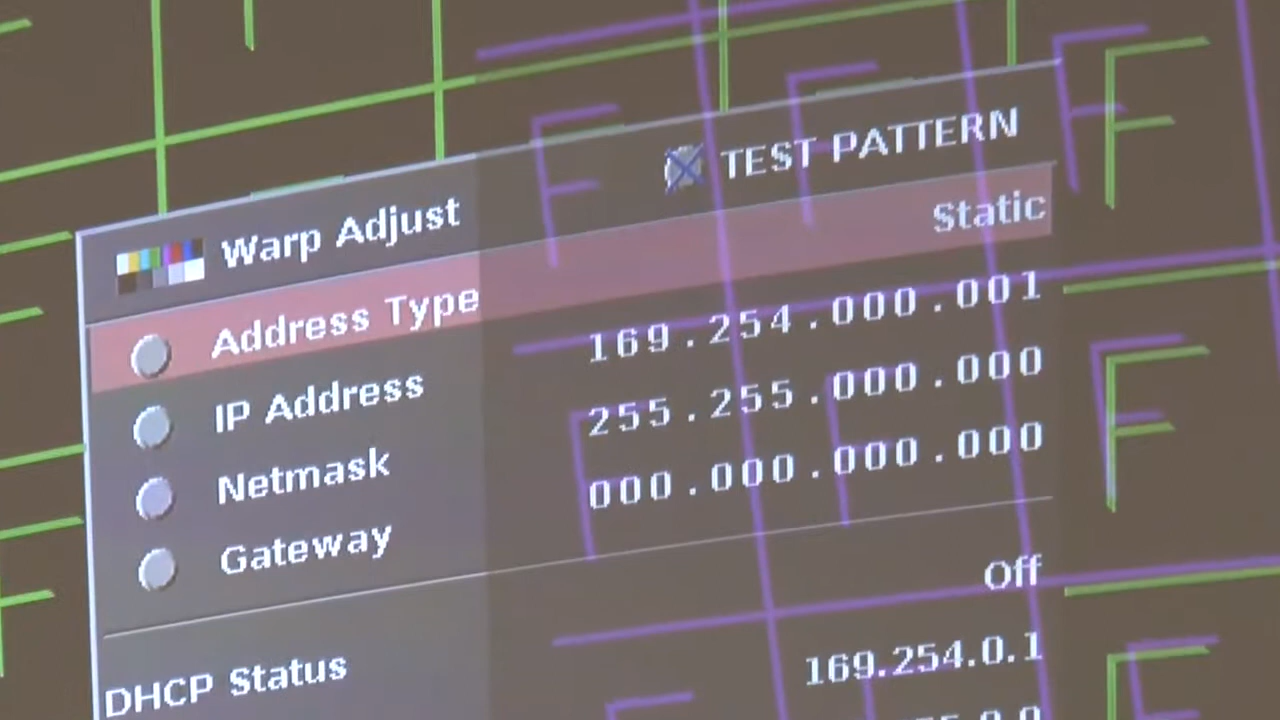 Warp Adjust TEST PATTERN
Address Type Static
IP Address 169.254.000.001
Netmask 255.255.000.000
Gateway 000.000.000.000
DHCP Status Off
169.254.0.1
F F F F
F F F F
F F F